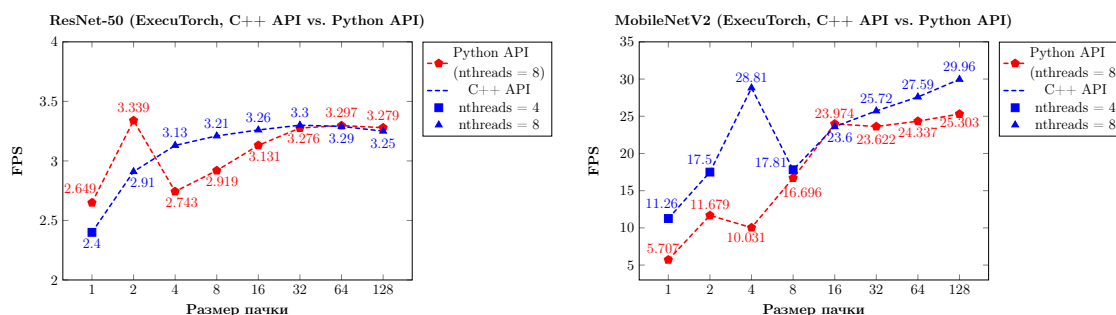 ResNet-50 (ExecuTorch, C++ API vs. Python API)
4
3.5
3
2.5
2
FPS
2.649
3.339
2.743
2.919
3.131
3.276
3.297
3.279
2.4
2.91
3.13
3.21
3.26
3.3
3.29
3.25
1 2 4 8 16 32 64 128
Размер пачки
Python API
(nthreads = 8)
C++ API
nthreads = 4
nthreads = 8
MobileNetV2 (ExecuTorch, C++ API vs. Python API)
35
30
25
20
15
10
5
FPS
5.707
11.679
10.031
16.696
23.974
23.622
24.337
25.303
11.26
17.5
28.81
17.81
23.6
25.72
27.59
29.96
1 2 4 8 16 32 64 128
Размер пачки
Python API
(nthreads = 8
C++ API
nthreads = 4
nthreads = 8